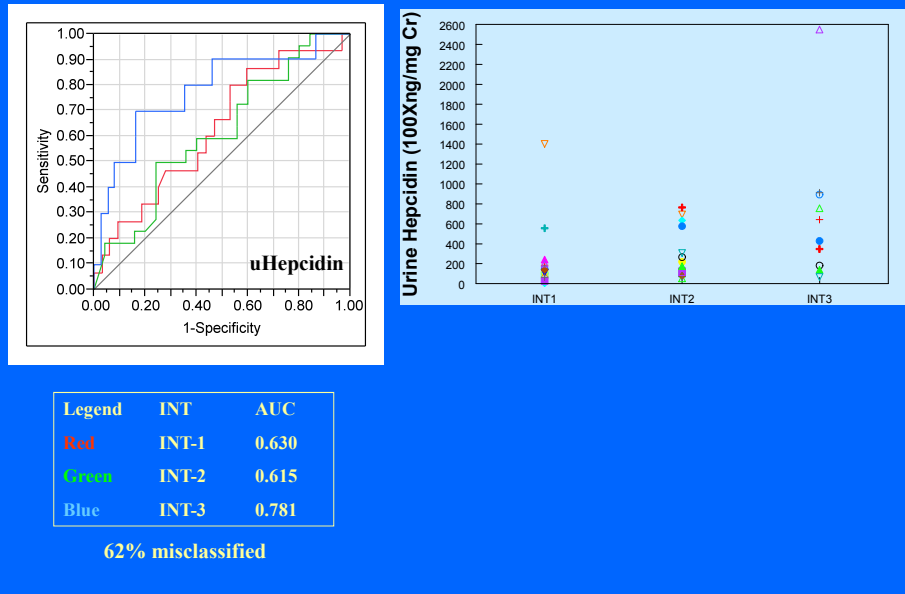 1.00
0.90
0.80
0.70
0.60
0.50
0.40
0.30
0.20
0.10
0.00
Sensitivity
uHepcidin
0.00 0.20 0.40 0.60 0.80 1.00
1-Specificity
Urine Hepcidin (100Xng/mg Cr)
2600
2400
2200
2000
1800
1600
1400
1200
1000
800
600
400
200
0
INT1 INT2 INT3
Legend INT AUC
Red INT-1 0.630
Green INT-2 0.615
Blue INT-3 0.781
62% misclassified